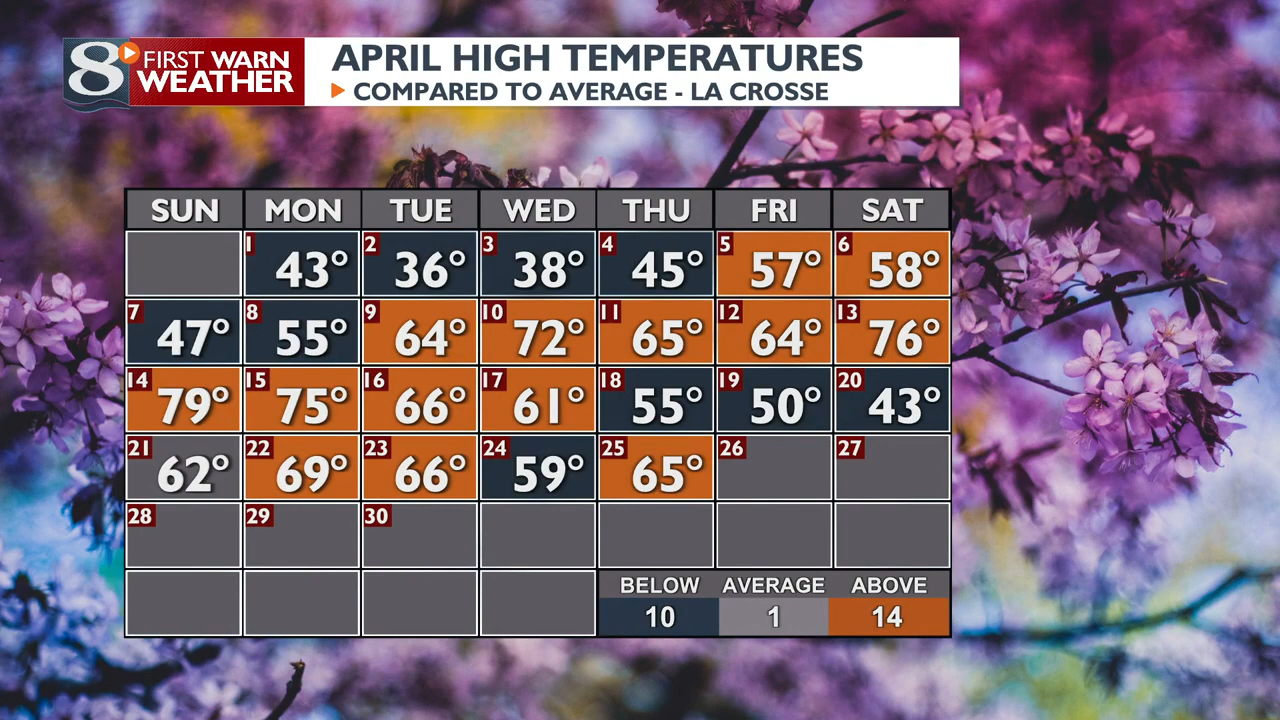 8 FIRST WARN WEATHER
APRIL HIGH TEMPERATURES
COMPARED TO AVERAGE - LA CROSSE
SUN MON TUE WED THU FRI SAT
1 43° 2 36° 3 38° 4 45° 5 57° 6 58°
7 47° 8 55° 9 64° 10 72° 11 65° 12 64° 13 76°
14 79° 15 75° 16 66° 17 61° 18 55° 19 50° 20 43°
21 62° 22 69° 23 66° 24 59° 25 65° 26 27
28 29 30
BELOW AVERAGE ABOVE
10 1 14